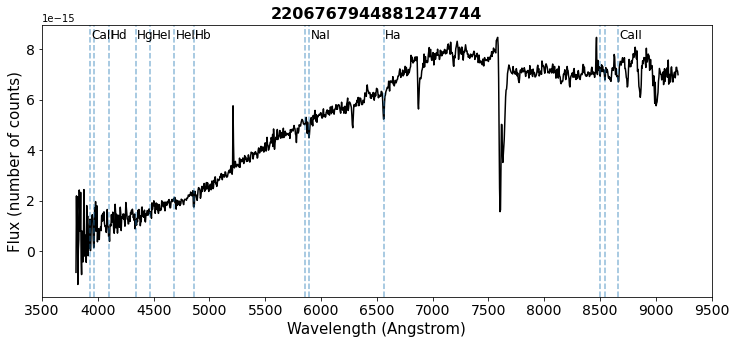 2206767944881247744
1e−15
CaII Hd Hg HeI HeII Hb NaI Ha CaII
8
6
4
2
0
Flux (number of counts)
3500 4000 4500 5000 5500 6000 6500 7000 7500 8000 8500 9000 9500
Wavelength (Angstrom)